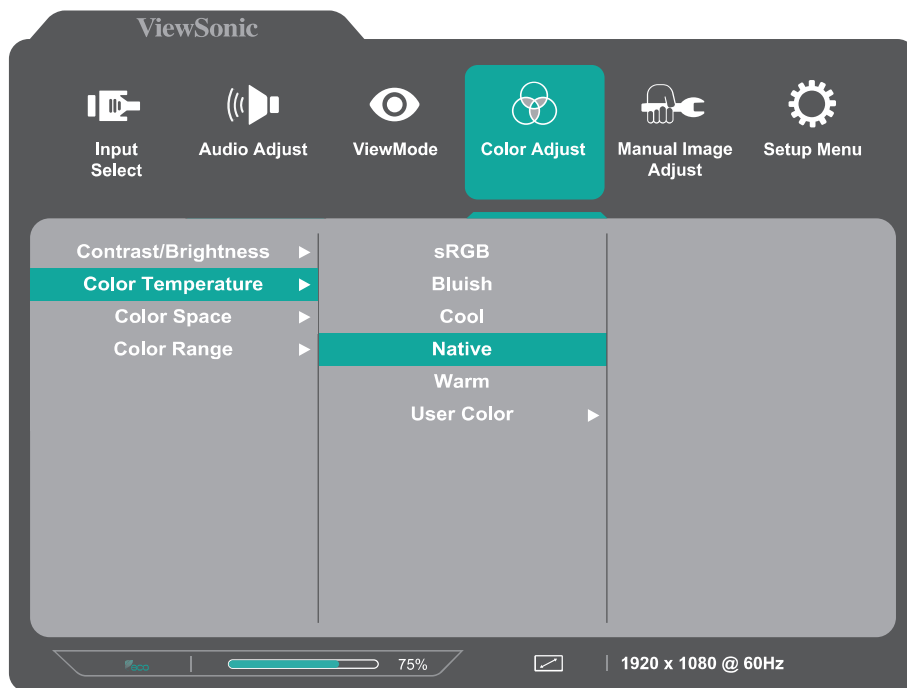 ViewSonic
Input Select
Audio Adjust
ViewMode
Color Adjust
Manual Image Adjust
Setup Menu
Contrast/Brightness
Color Temperature
Color Space
Color Range
sRGB
Bluish
Cool
Native
Warm
User Color
eco
75%
1920 x 1080 @ 60Hz